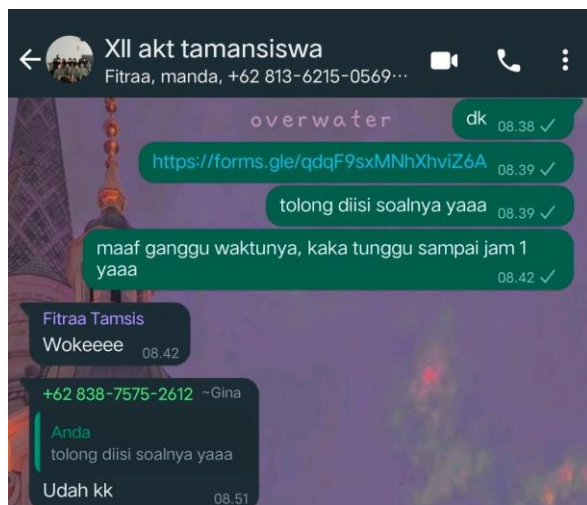 XII akt tamansiswa
Fitraa, manda, +62 813-6215-0569...
overwater
dk 08.38
https://forms.gle/qdqF9sxMNhXhviZ6A 08.39
tolong diisi soalnya yaaa 08.39
maaf ganggu waktunya, kaka tunggu sampai jam 1
yaaa 08.42
Fitraa Tamsis
Wokeeee 08.42
+62 838-7575-2612 ~Gina
Anda
tolong diisi soalnya yaaa
Udah kk 08.51